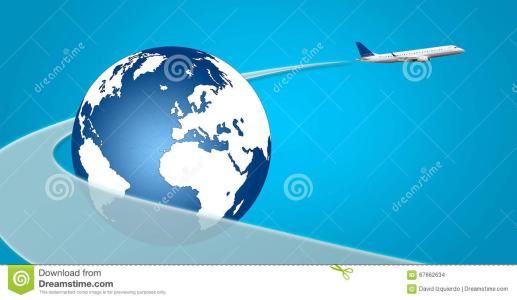 dreamstime
dreamstime
dreamstime
dreamstime
dreamstime
Download from
Dreamstime.com
This watermarked comp image is for previewing purposes only.
67662634
David Izquierdo | Dreamstime.com